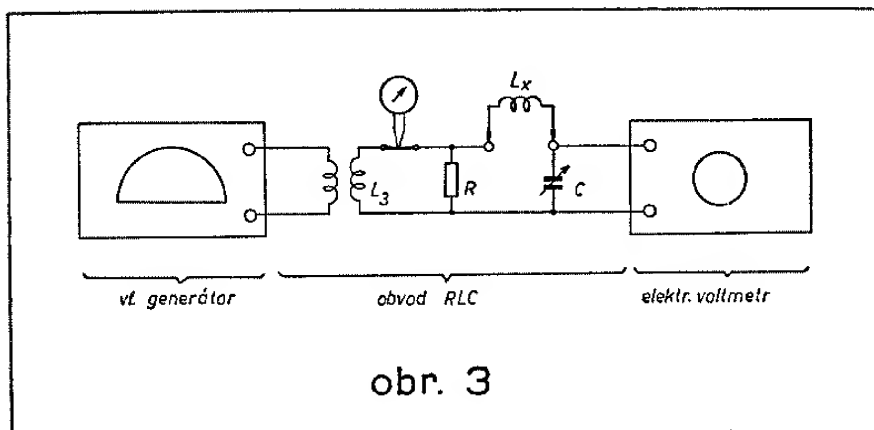 Lx
L3
R
C
vf. generátor
obvod RLC
elektr. voltmetr
obr. 3